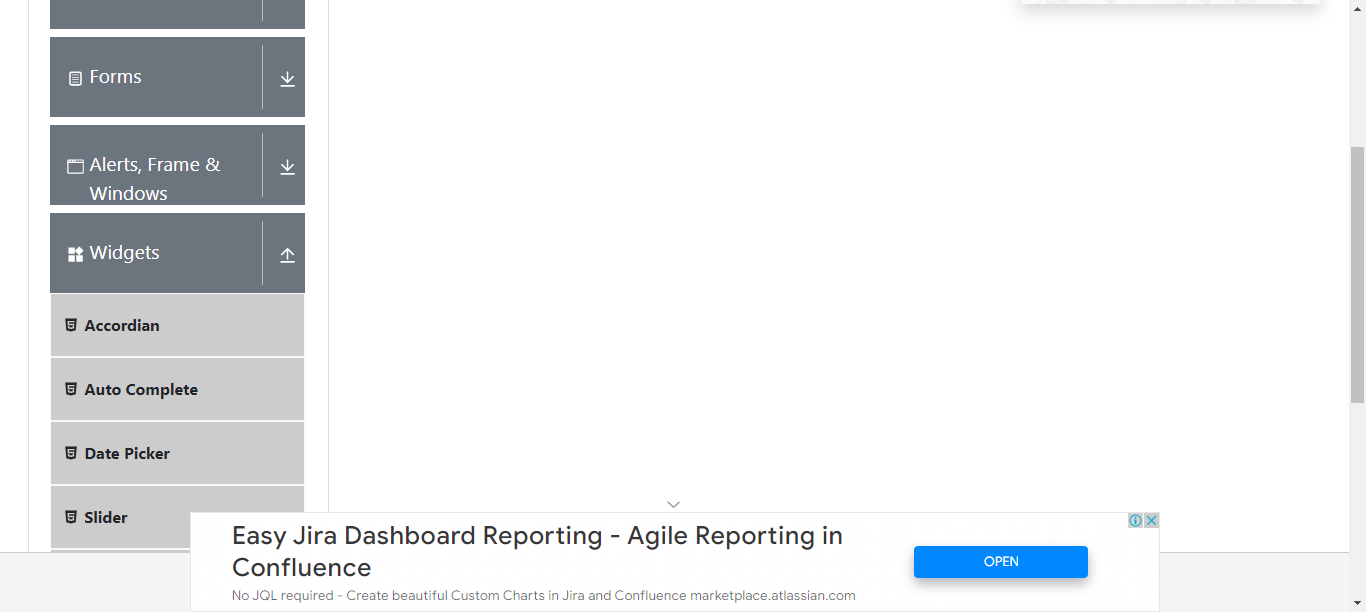 Forms
Alerts, Frame &
Windows
Widgets
Accordian
Auto Complete
Date Picker
Slider
Easy Jira Dashboard Reporting - Agile Reporting in
Confluence
No JQL required - Create beautiful Custom Charts in Jira and Confluence marketplace.atlassian.com
OPEN